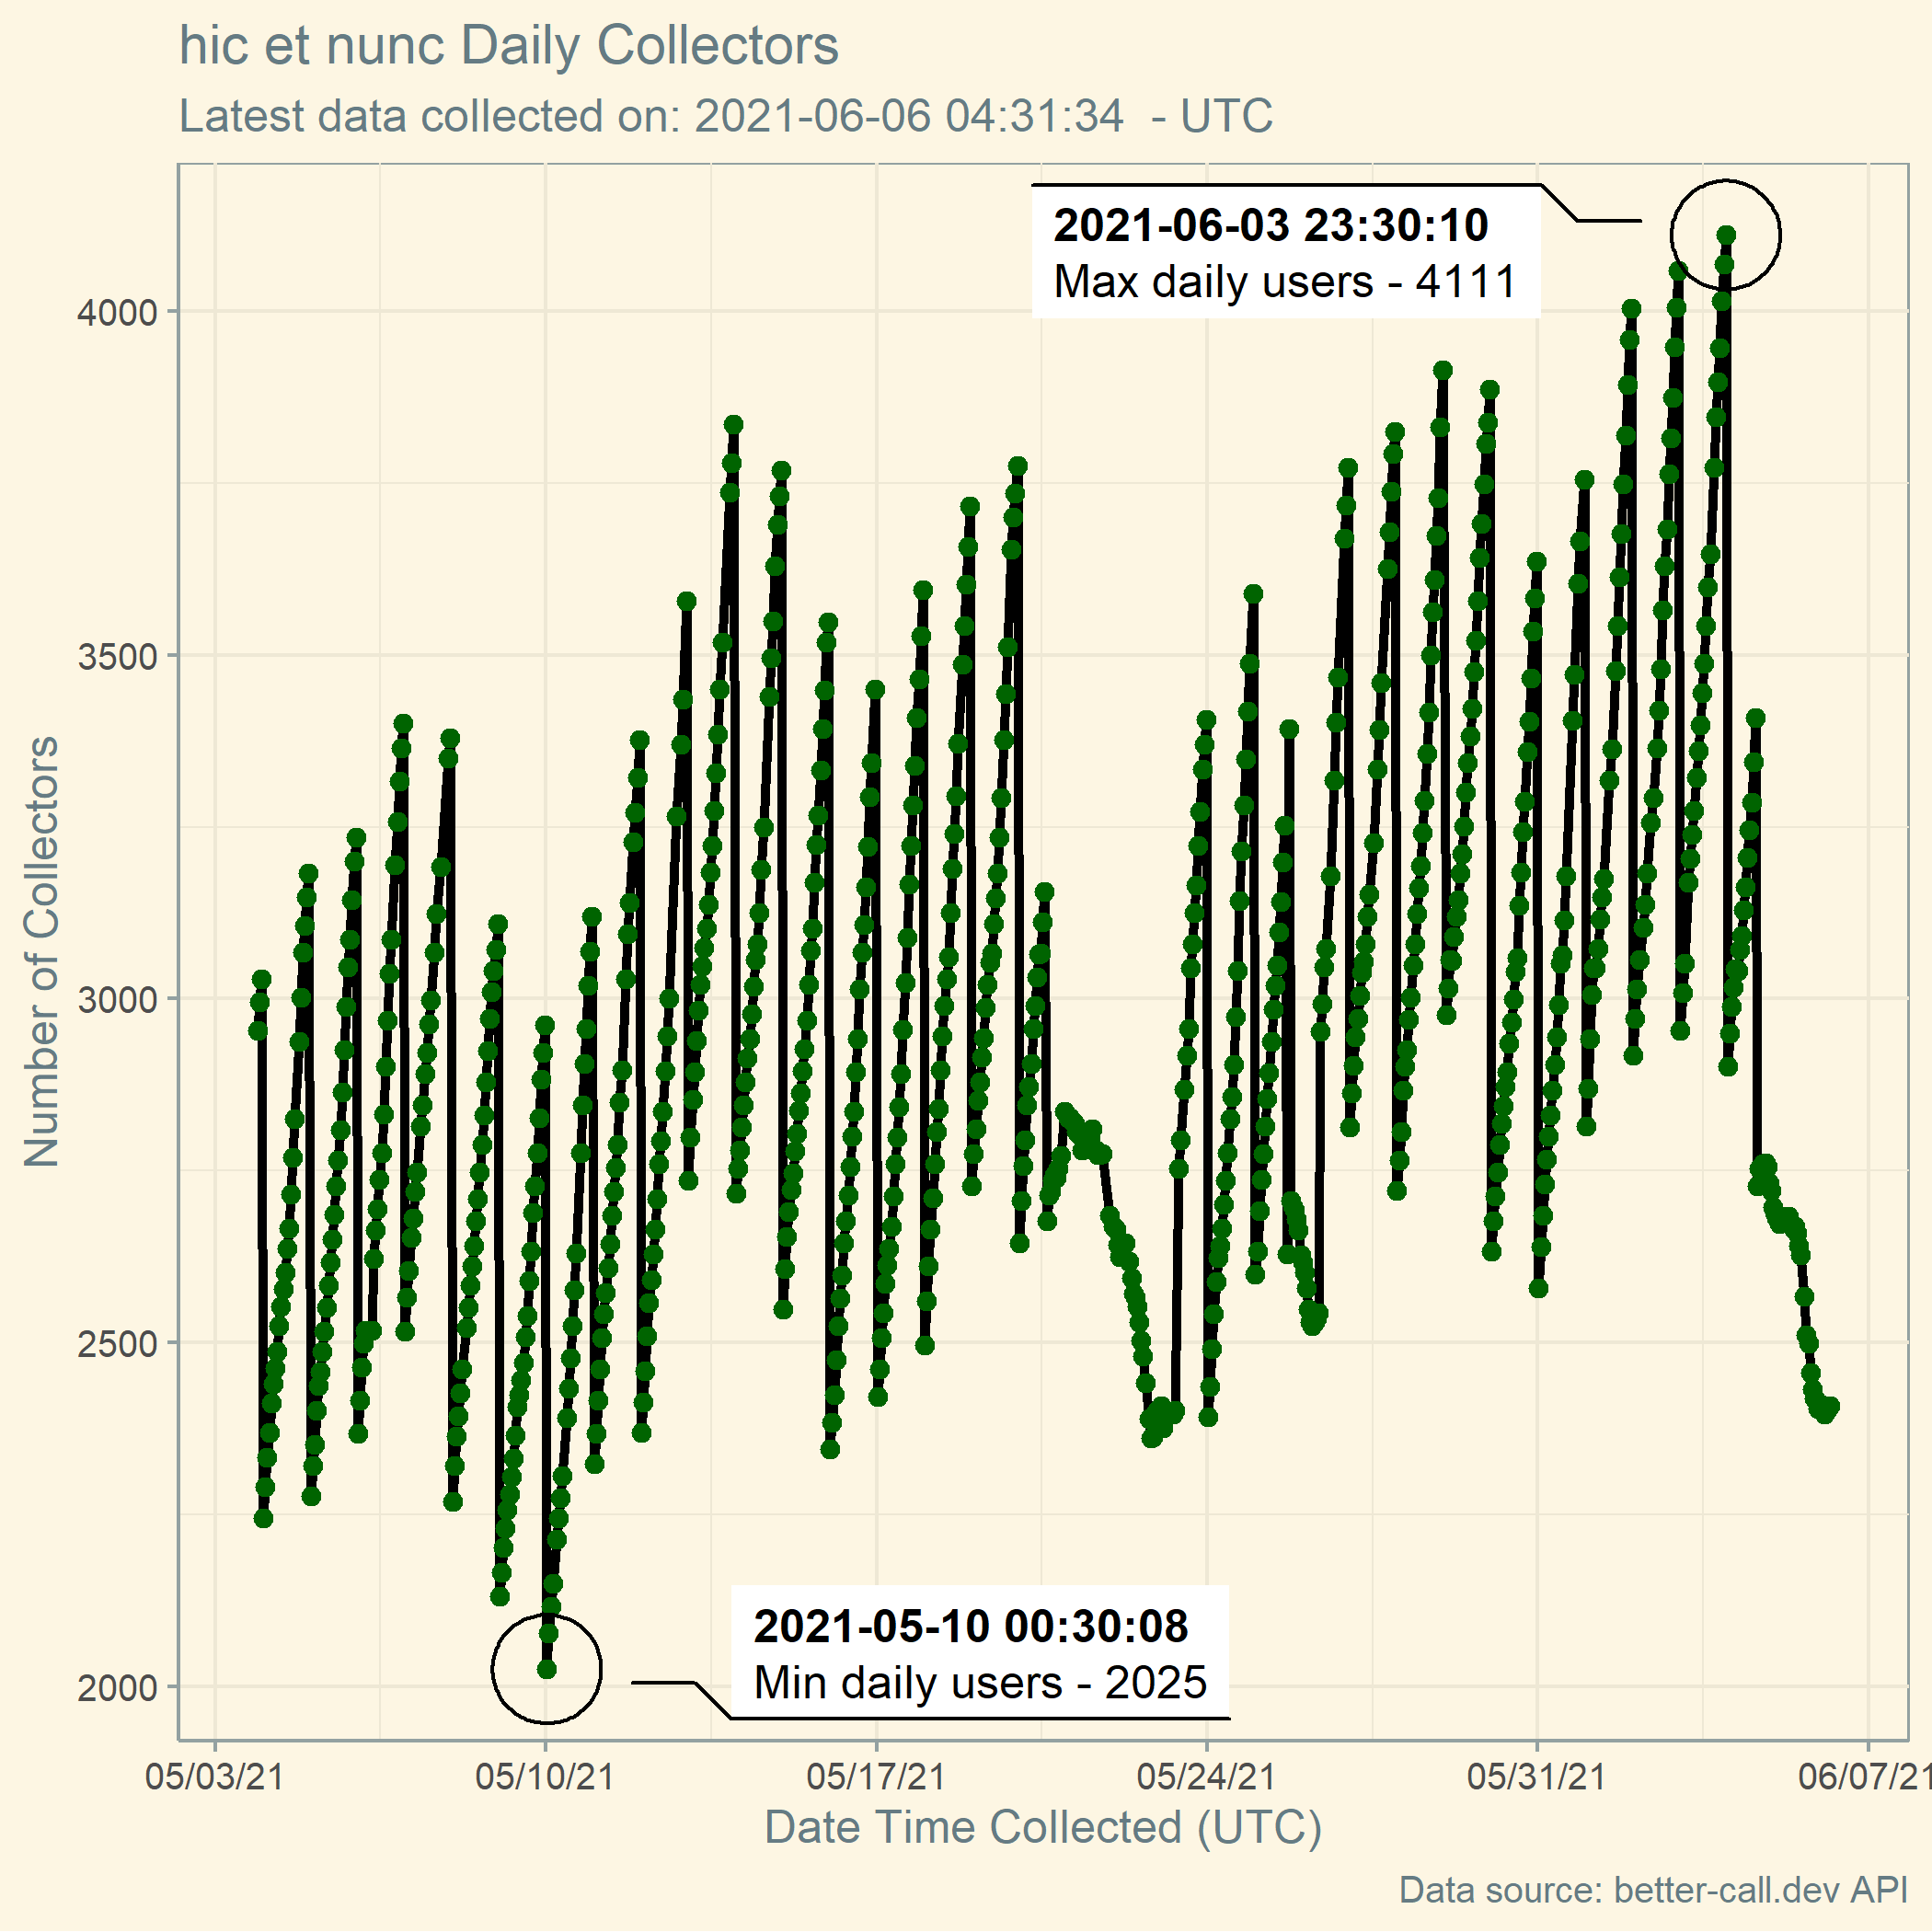 hic et nunc Daily Collectors
Latest data collected on: 2021-06-06 04:31:34  - UTC
2021-06-03 23:30:10
Max daily users - 4111
4000
3500
3000
2500
2000
Number of Collectors
2021-05-10 00:30:08
Min daily users - 2025
05/03/21
05/10/21
05/17/21
05/24/21
05/31/21
06/07/21
Date Time Collected (UTC)
Data source: better-call.dev API